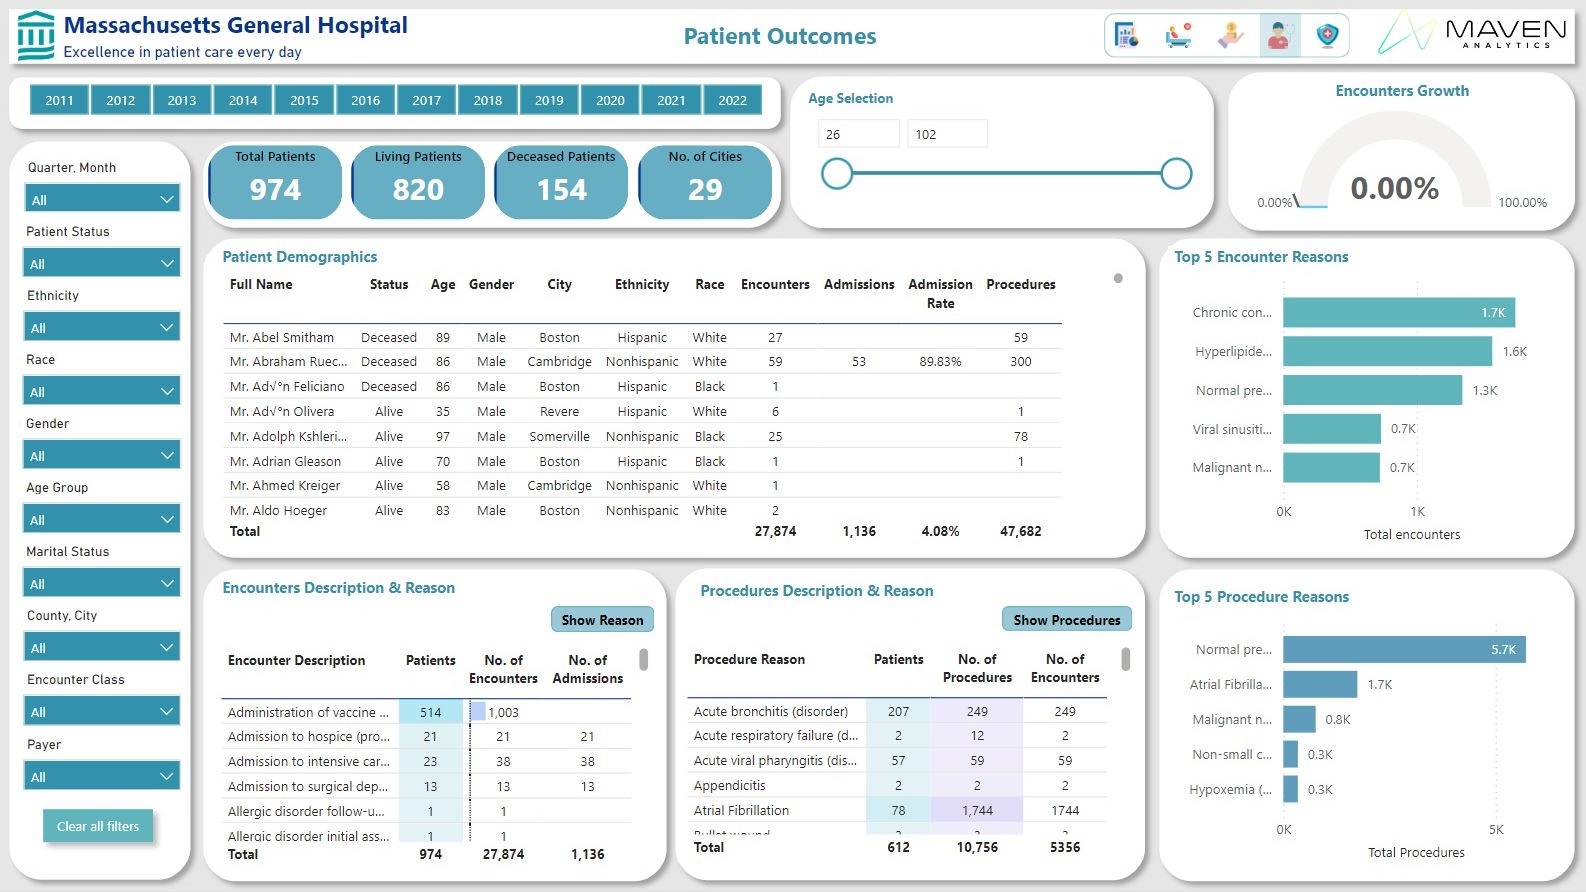 Massachusetts General Hospital
Excellence in patient care every day
Patient Outcomes
MAVEN
ANALYTICS
2011 2012 2013 2014 2015 2016 2017 2018 2019 2020 2021 2022
Age Selection
26 102
Encounters Growth
0.00%
0.00%
100.00%
Quarter, Month
All
Patient Status
All
Ethnicity
All
Race
All
Gender
All
Age Group
All
Marital Status
All
County, City
All
Encounter Class
All
Payer
All
Clear all filters
Total Patients
974
Living Patients
820
Deceased Patients
154
No. of Cities
29
Patient Demographics
Full Name Status Age Gender City Ethnicity Race Encounters Admissions Admission Rate Procedures
Mr. Abel Smitham Deceased 89 Male Boston Hispanic White 27 59
Mr. Abraham Ruec... Deceased 86 Male Cambridge Nonhispanic White 59 53 89.83% 300
Mr. Ad√°n Feliciano Deceased 86 Male Boston Hispanic Black 1
Mr. Ad√°n Olivera Alive 35 Male Revere Hispanic White 6 1
Mr. Adolph Kshleri... Alive 97 Male Somerville Nonhispanic Black 25 78
Mr. Adrian Gleason Alive 70 Male Boston Hispanic Black 1 1
Mr. Ahmed Kreiger Alive 58 Male Cambridge Nonhispanic White 1
Mr. Aldo Hoeger Alive 83 Male Boston Nonhispanic White 2
Total 27,874 1,136 4.08% 47,682
Top 5 Encounter Reasons
Chronic con... 1.7K
Hyperlipide... 1.6K
Normal pre... 1.3K
Viral sinusiti... 0.7K
Malignant n... 0.7K
0K 1K
Total encounters
Encounters Description & Reason
Show Reason
Encounter Description Patients No. of Encounters No. of Admissions
Administration of vaccine ... 514 1,003
Admission to hospice (pro... 21 21 21
Admission to intensive car... 23 38 38
Admission to surgical dep... 13 13 13
Allergic disorder follow-u... 1 1
Allergic disorder initial ass... 1 1
Total 974 27,874 1,136
Procedures Description & Reason
Show Procedures
Procedure Reason Patients No. of Procedures No. of Encounters
Acute bronchitis (disorder) 207 249 249
Acute respiratory failure (d... 2 12 2
Acute viral pharyngitis (dis... 57 59 59
Appendicitis 2 2 2
Atrial Fibrillation 78 1,744 1744
Bullet wound
Total 612 10,756 5356
Top 5 Procedure Reasons
Normal pre... 5.7K
Atrial Fibrilla... 1.7K
Malignant n... 0.8K
Non-small c... 0.3K
Hypoxemia (... 0.3K
0K 5K
Total Procedures